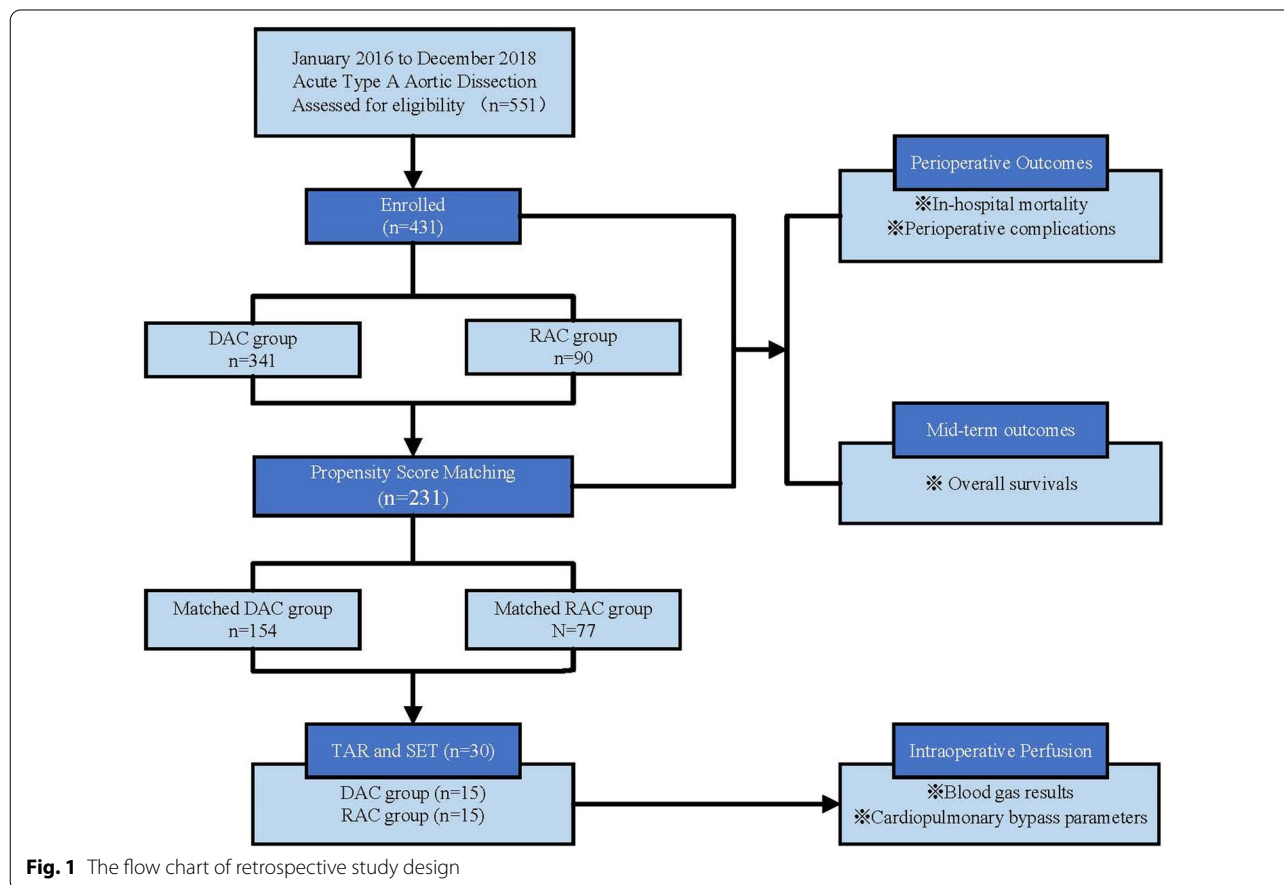 January 2016 to December 2018
Acute Type A Aortic Dissection
Assessed for eligibility （n=551）
Enrolled
(n=431)
DAC group
n=341
RAC group
n=90
Propensity Score Matching
(n=231)
Matched DAC group
n=154
Matched RAC group
N=77
TAR and SET (n=30)
DAC group (n=15)
RAC group (n=15)
Perioperative Outcomes
※In-hospital mortality
※Perioperative complications
Mid-term outcomes
※ Overall survivals
Intraoperative Perfusion
※Blood gas results
※Cardiopulmonary bypass parameters
Fig. 1 The flow chart of retrospective study design